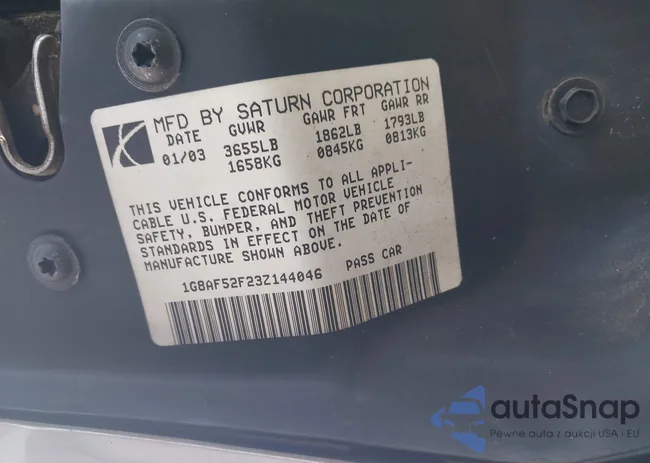 MFD BY SATURN CORPORATION
DATE GVWR GAWR FRT GAWR RR
01/03 3655LB 1862LB 1793LB
1658KG 0845KG 0813KG
THIS VEHICLE CONFORMS TO ALL APPLI-
CABLE U.S. FEDERAL MOTOR VEHICLE
SAFETY, BUMPER, AND THEFT PREVENTION
STANDARDS IN EFFECT ON THE DATE OF
MANUFACTURE SHOWN ABOVE.
1G8AF52F23Z144046 PASS CAR
autaSnap
Pewne auta z aukcji USA i EU